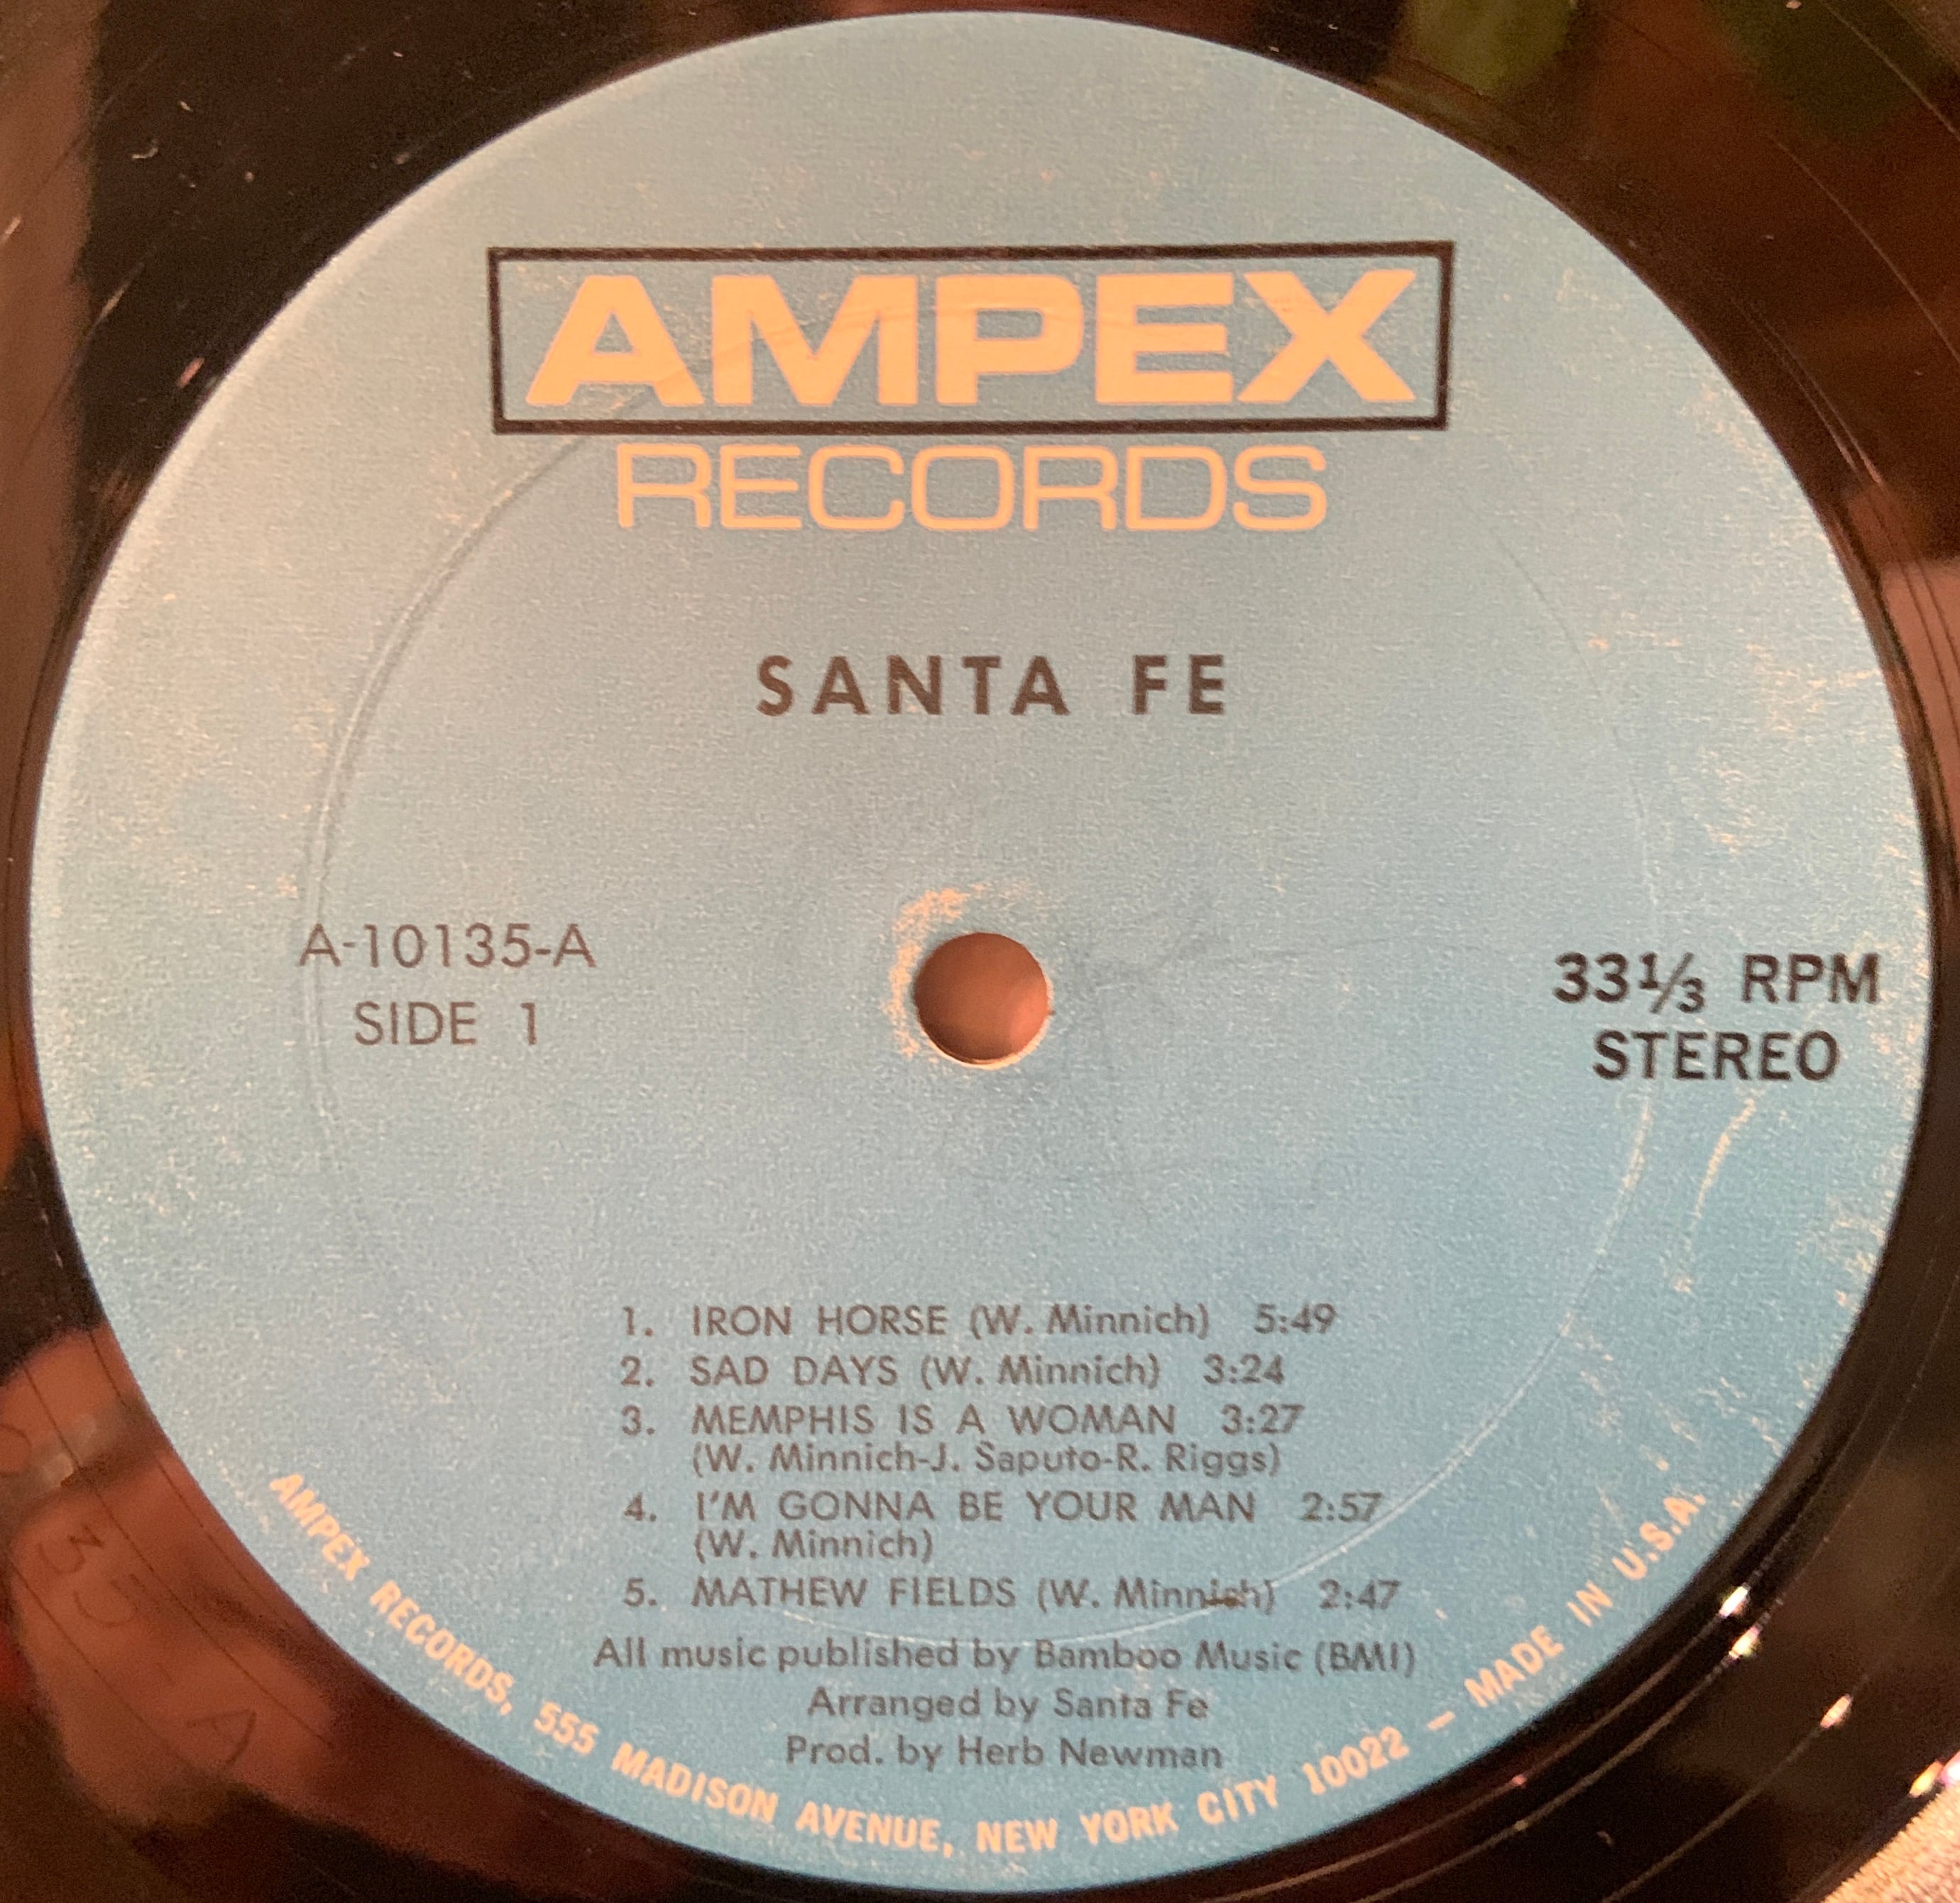 AMPEX
RECORDS
SANTA FE
A-10135-A
SIDE 1
33⅓ RPM
STEREO
1. IRON HORSE (W. Minnich) 5:49
2. SAD DAYS (W. Minnich) 3:24
3. MEMPHIS IS A WOMAN 3:27
(W. Minnich-J. Saputo-R. Riggs)
4. I'M GONNA BE YOUR MAN 2:57
(W. Minnich)
5. MATHEW FIELDS (W. Minnich) 2:47
All music published by Bamboo Music (BMI)
Arranged by Santa Fe
Prod. by Herb Newman
AMPEX RECORDS, 555 MADISON AVENUE, NEW YORK CITY 10022 – MADE IN U.S.A.